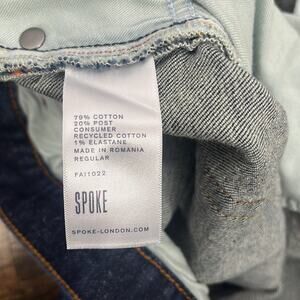 79% COTTON
20% POST
CONSUMER
RECYCLED COTTON
1% ELASTANE
MADE IN ROMANIA
REGULAR
FAI1022
SPOKE
SPOKE-LONDON.COM